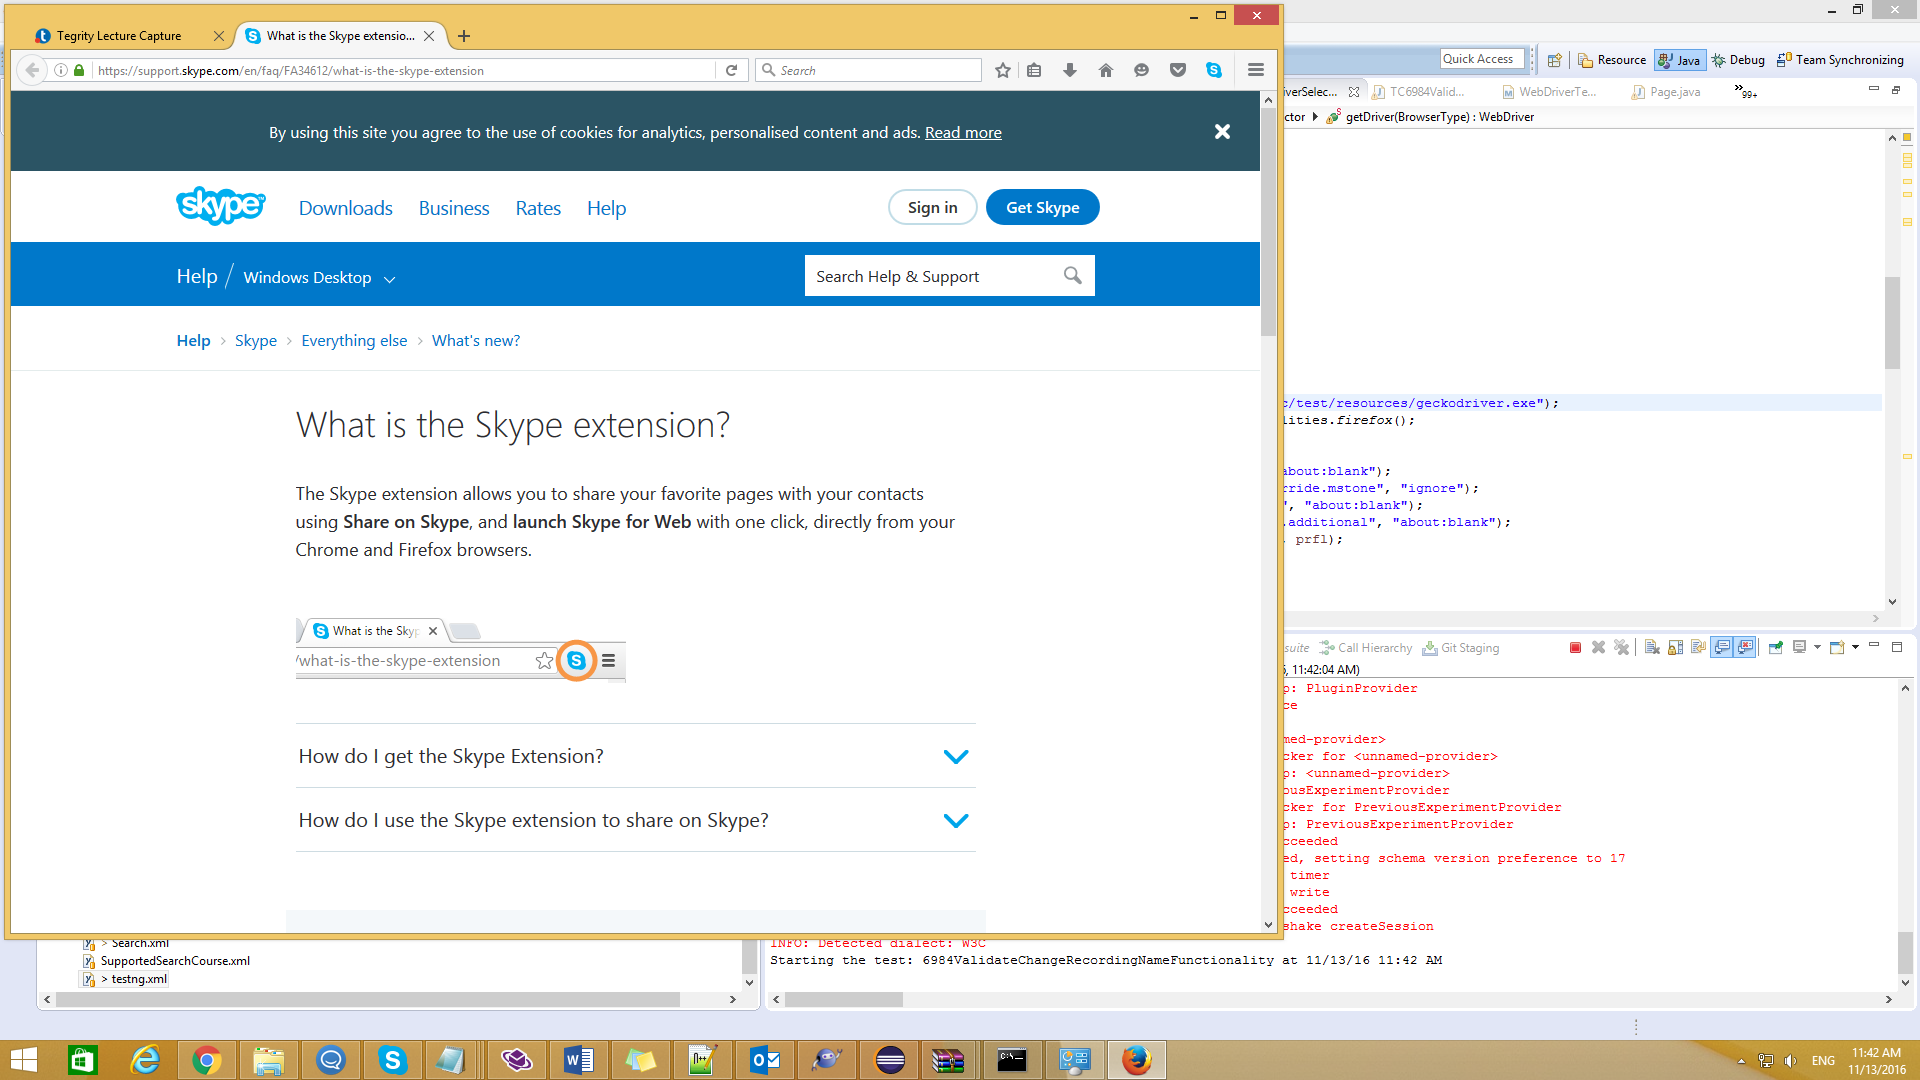 Tegrity Lecture Capture
What is the Skype extensio...
https://support.skype.com/en/faq/FA34612/what-is-the-skype-extension
Search
By using this site you agree to the use of cookies for analytics, personalised content and ads. Read more
skype
Downloads
Business
Rates
Help
Sign in
Get Skype
Help / Windows Desktop
Search Help & Support
Help > Skype > Everything else > What's new?
What is the Skype extension?
The Skype extension allows you to share your favorite pages with your contacts
using Share on Skype, and launch Skype for Web with one click, directly from your
Chrome and Firefox browsers.
What is the Skyp
/what-is-the-skype-extension
How do I get the Skype Extension?
How do I use the Skype extension to share on Skype?
Quick Access
Resource
Java
Debug
Team Synchronizing
iverSelec...
TC6984Valid...
WebDriverTe...
Page.java
99+
ctor
getDriver(BrowserType) : WebDriver
c/test/resources/geckodriver.exe");
lities.firefox();
about:blank");
rride.mstone", "ignore");
", "about:blank");
.additional", "about:blank");
prfl);
suite
Call Hierarchy
Git Staging
, 11:42:04 AM)
p: PluginProvider
ce
med-provider>
cker for <unnamed-provider>
p: <unnamed-provider>
ousExperimentProvider
cker for PreviousExperimentProvider
p: PreviousExperimentProvider
cceeded
ed, setting schema version preference to 17
timer
write
cceeded
shake createSession
INFO: Detected dialect: W3C
Starting the test: 6984ValidateChangeRecordingNameFunctionality at 11/13/16 11:42 AM
> Search.xml
SupportedSearchCourse.xml
> testng.xml
ENG
11:42 AM
11/13/2016